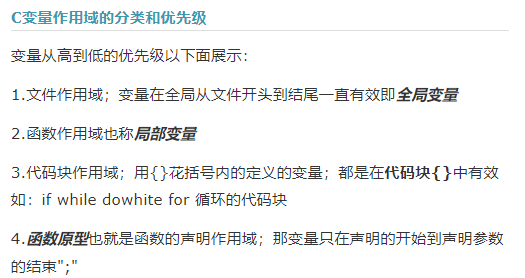 C变量作用域的分类和优先级
变量从高到低的优先级以下面展示：
1.文件作用域；变量在全局从文件开头到结尾一直有效即全局变量
2.函数作用域也称局部变量
3.代码块作用域；用{}花括号内的定义的变量；都是在代码块{}中有效
如：if while dowhite for 循环的代码块
4.函数原型也就是函数的声明作用域；那变量只在声明的开始到声明参数
的结束";"